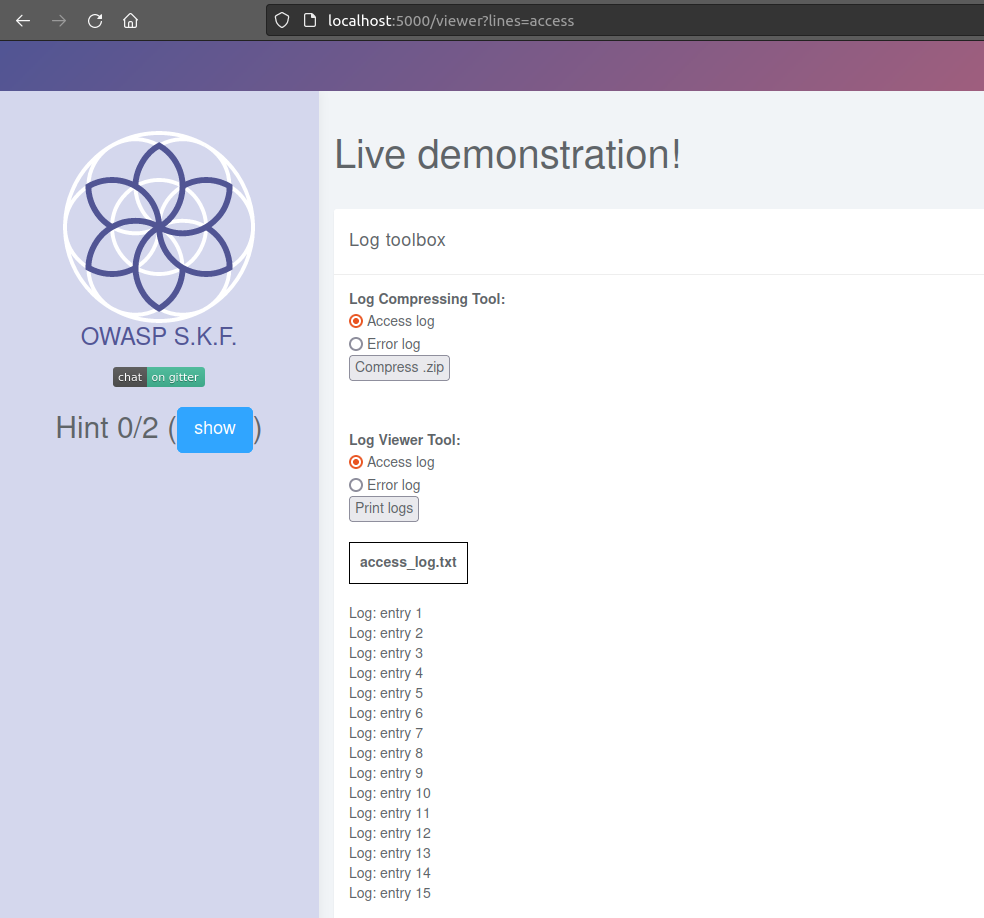 localhost:5000/viewer?lines=access
OWASP S.K.F.
chat on gitter
Hint 0/2 (show)
Live demonstration!
Log toolbox
Log Compressing Tool:
Access log
Error log
Compress .zip
Log Viewer Tool:
Access log
Error log
Print logs
access_log.txt
Log: entry 1
Log: entry 2
Log: entry 3
Log: entry 4
Log: entry 5
Log: entry 6
Log: entry 7
Log: entry 8
Log: entry 9
Log: entry 10
Log: entry 11
Log: entry 12
Log: entry 13
Log: entry 14
Log: entry 15